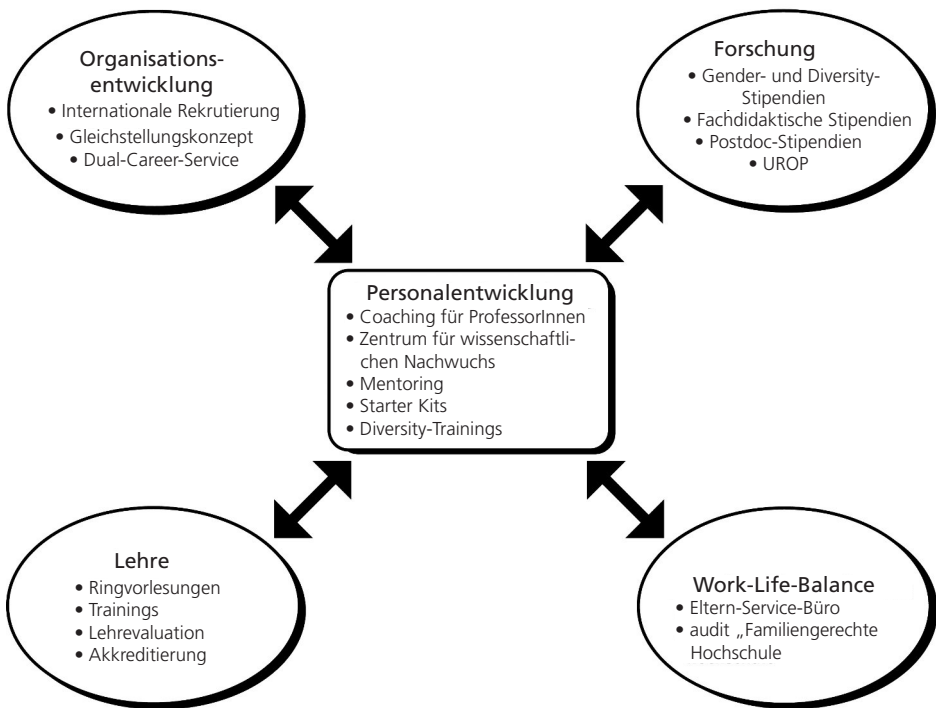 Organisations-
entwicklung
• Internationale Rekrutierung
• Gleichstellungskonzept
• Dual-Career-Service
Forschung
• Gender- und Diversity-
Stipendien
• Fachdidaktische Stipendien
• Postdoc-Stipendien
• UROP
Personalentwicklung
• Coaching für ProfessorInnen
• Zentrum für wissenschaftli-
chen Nachwuchs
• Mentoring
• Starter Kits
• Diversity-Trainings
Lehre
• Ringvorlesungen
• Trainings
• Lehrevaluation
• Akkreditierung
Work-Life-Balance
• Eltern-Service-Büro
• audit „Familiengerechte
Hochschule